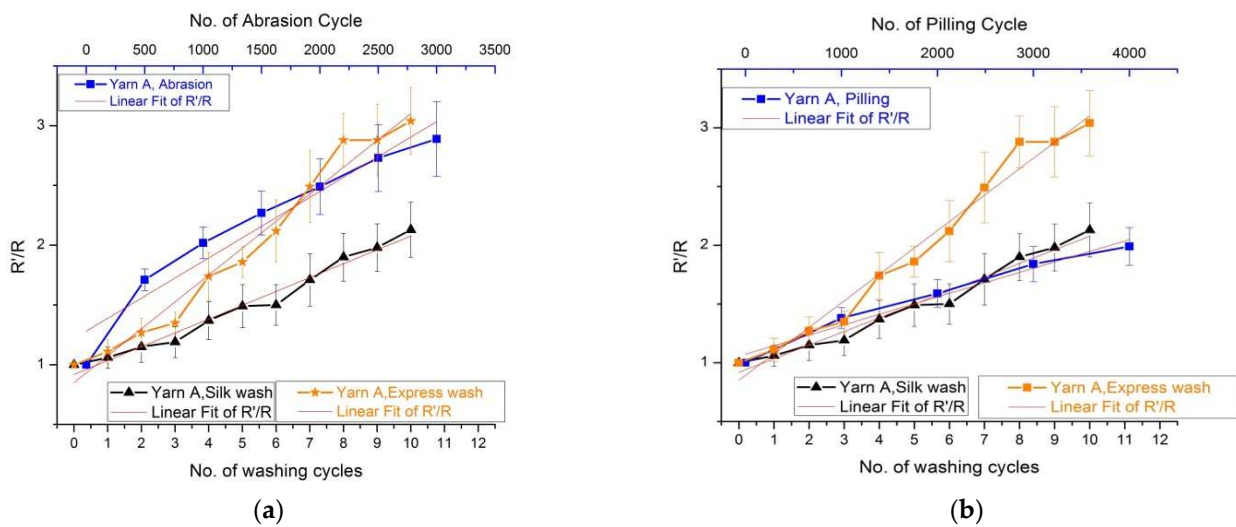 No. of Abrasion Cycle
0 500 1000 1500 2000 2500 3000 3500
Yarn A, Abrasion
Linear Fit of R'/R
3
2
1
R'/R
Yarn A,Silk wash
Linear Fit of R'/R
Yarn A,Express wash
Linear Fit of R'/R
0 1 2 3 4 5 6 7 8 9 10 11 12
No. of washing cycles
(a)
No. of Pilling Cycle
0 1000 2000 3000 4000
Yarn A, Pilling
Linear Fit of R'/R
3
2
1
R'/R
Yarn A,Silk wash
Linear Fit of R'/R
Yarn A,Express wash
Linear Fit of R'/R
0 1 2 3 4 5 6 7 8 9 10 11 12
No. of washing cycles
(b)